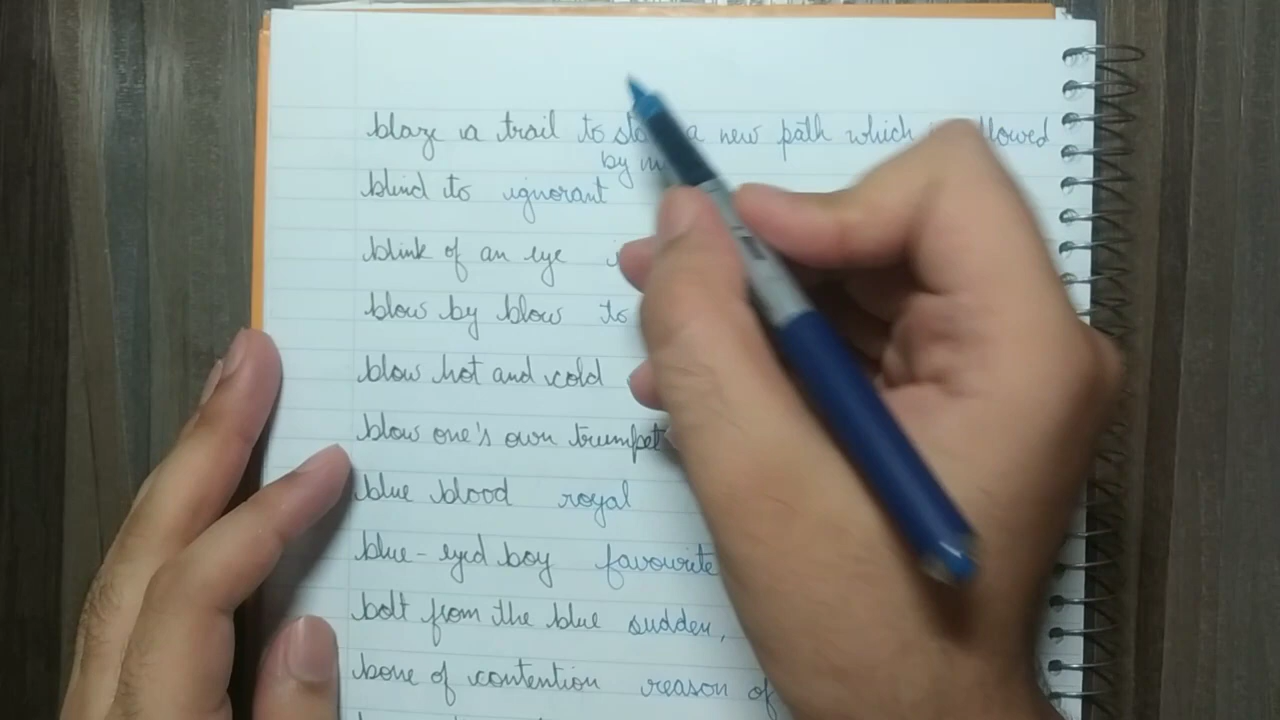 blaze a trail to a new path which
by
blind to ignorant
blink of an eye
blow by blow to
blow hot and cold
blow one's own trumpet
blue blood royal
blue-eyed boy favourite
bolt from the blue sudden,
bone of contention reason of